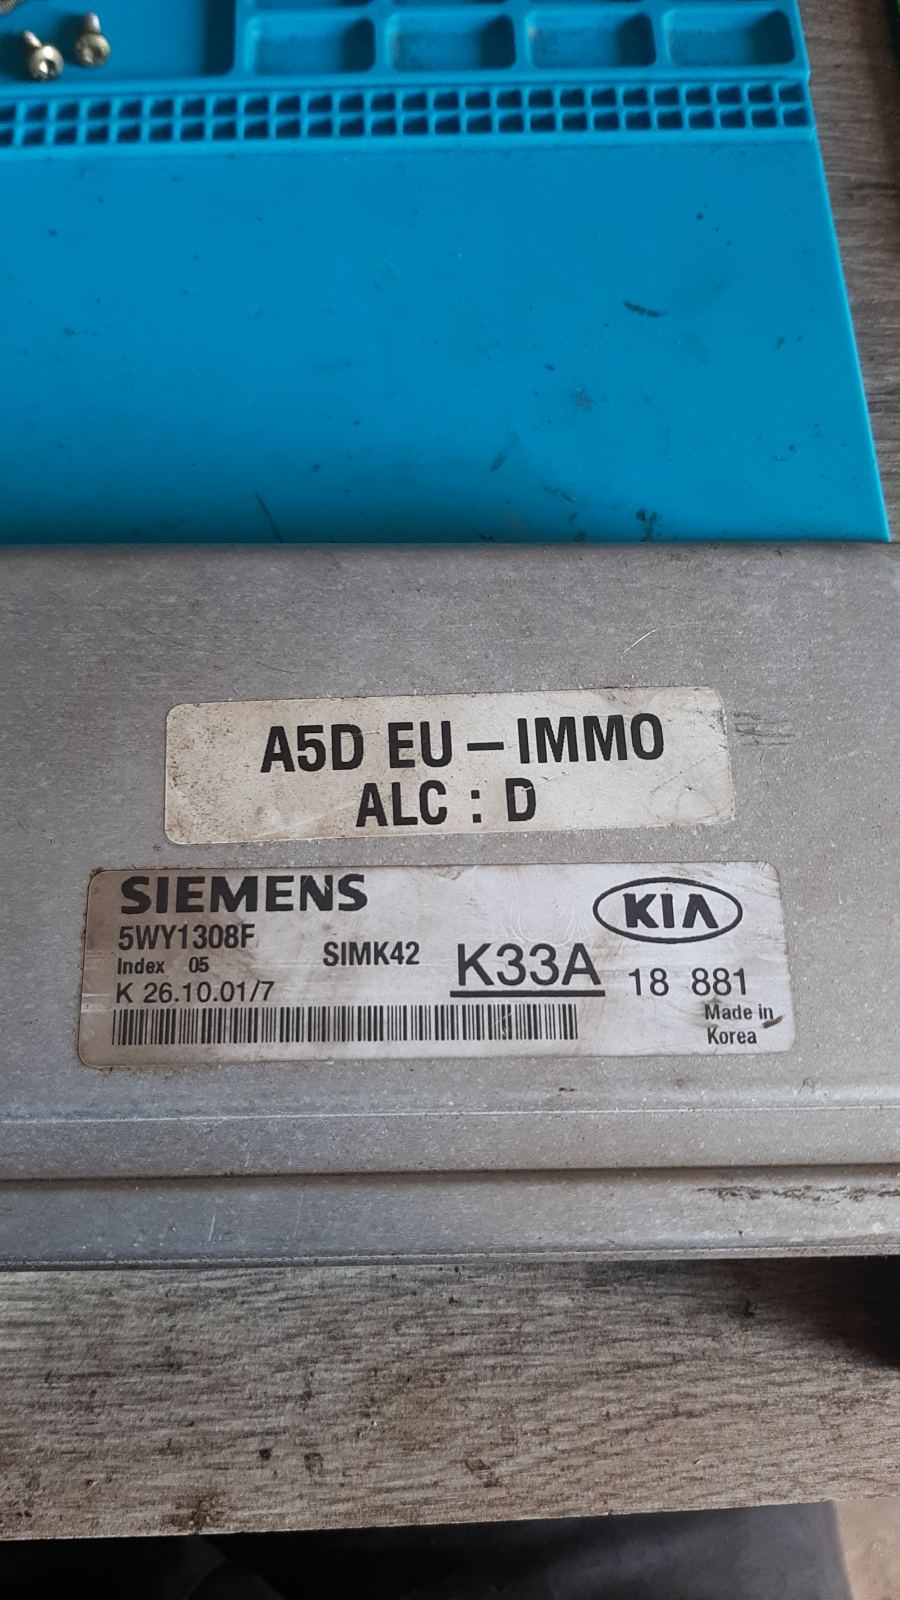 A5D EU – IMMO
ALC : D
SIEMENS
KIA
5WY1308F
Index 05
SIMK42
K33A
18 881
K 26.10.01/7
Made in
Korea